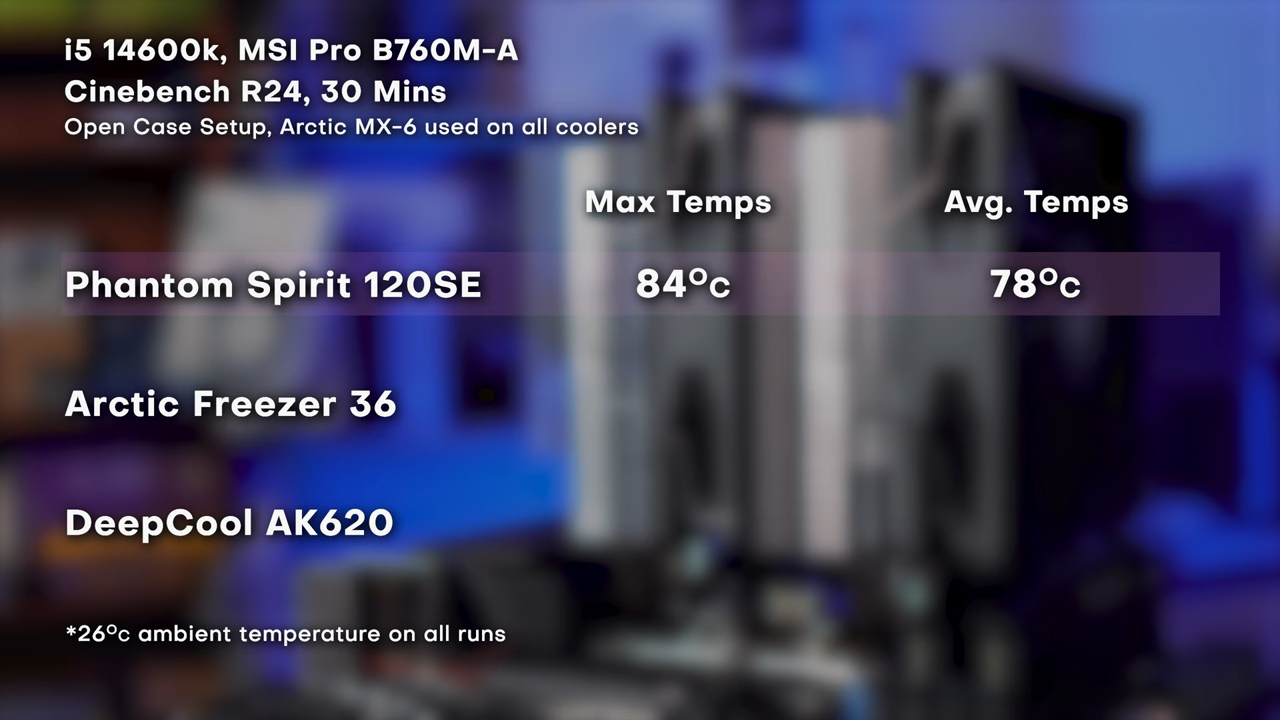 i5 14600k, MSI Pro B760M-A
Cinebench R24, 30 Mins
Open Case Setup, Arctic MX-6 used on all coolers
Max Temps Avg. Temps
Phantom Spirit 120SE 84°c 78°c
Arctic Freezer 36
DeepCool AK620
*26°c ambient temperature on all runs